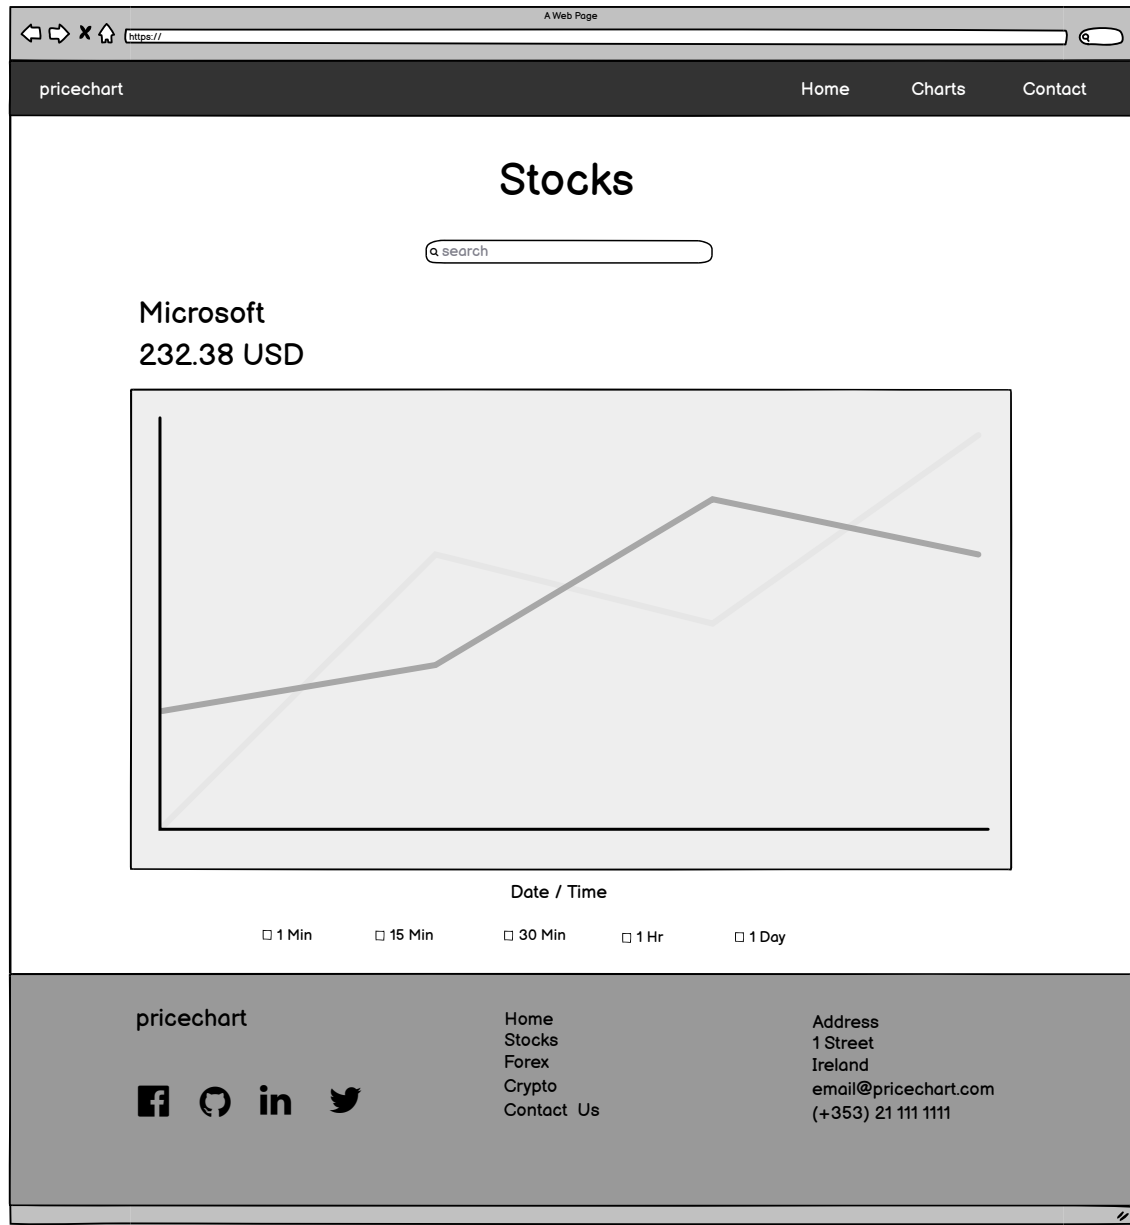 A Web Page
https://
pricechart Home Charts Contact
Stocks
search
Microsoft
232.38 USD
Date / Time
1 Min 15 Min 30 Min 1 Hr 1 Day
pricechart
Home
Stocks
Forex
Crypto
Contact Us
Address
1 Street
Ireland
email@pricechart.com
(+353) 21 111 1111